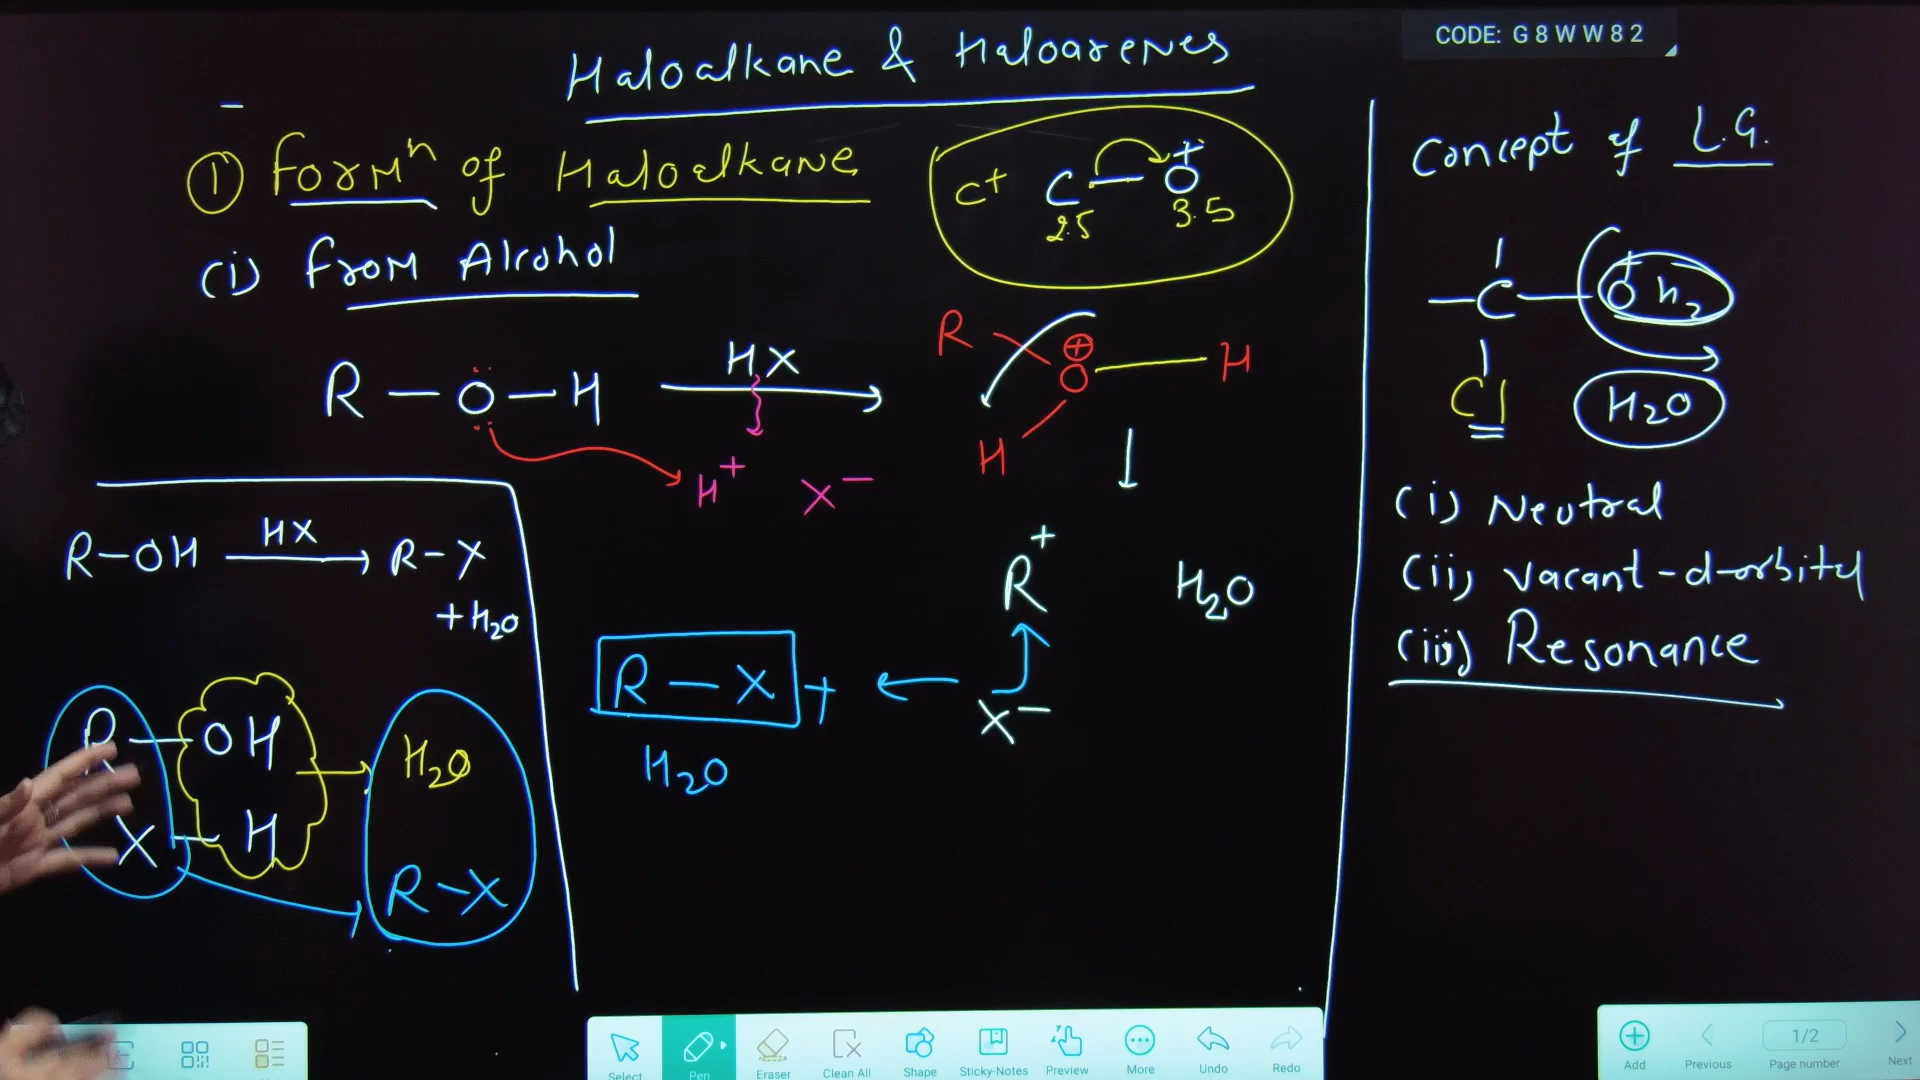 CODE: G8WW82
Haloalkane & Haloarenes
① Formⁿ of Haloalkane
C+ C — O+
2.5 3.5
(i) From Alcohol
R — O — H
HX
H+ X−
R O ⊕ H
H
R+ H2O
X−
R — X +
H2O
R—OH HX R—X
+ H2O
R — OH
X — H
H2O
R — X
Concept of L.G.
— C — O+ H2
Cl H2O
(i) Neutral
(ii) vacant-d-orbital
(iii) Resonance
Select
Pen
Eraser
Clean All
Shape
Sticky-Notes
Preview
More
Undo
Redo
Add
Previous
1/2
Page number
Next